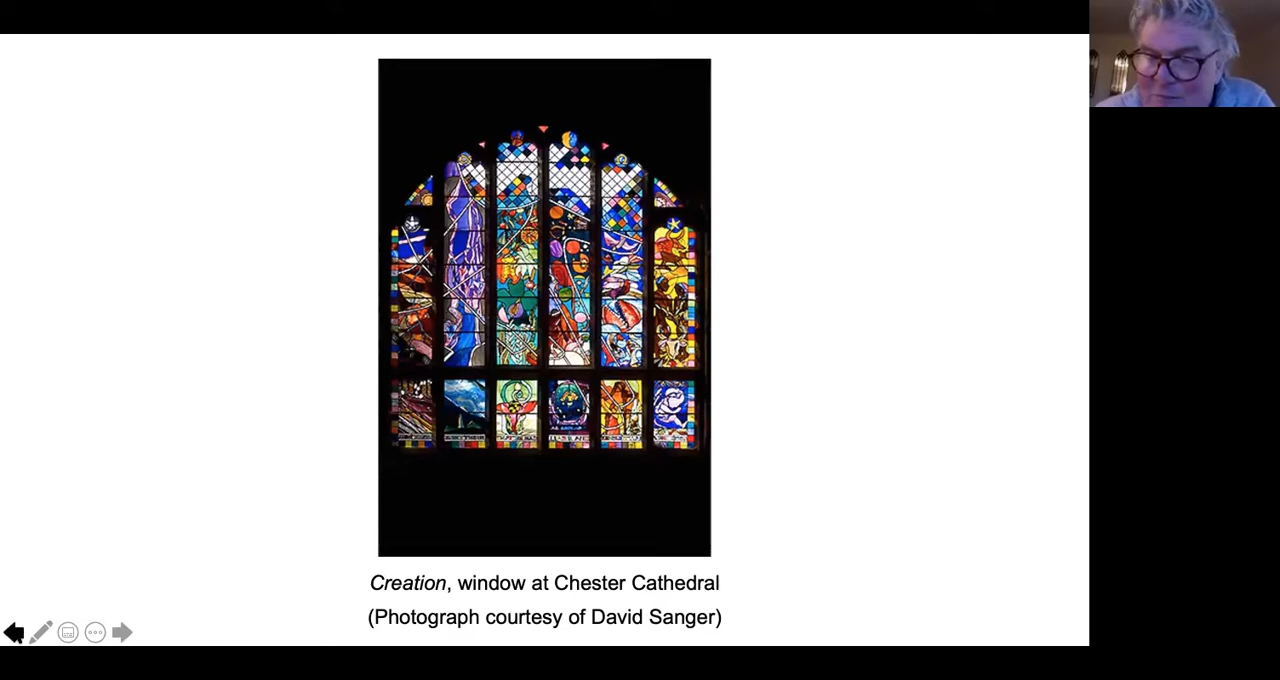 Creation, window at Chester Cathedral
(Photograph courtesy of David Sanger)